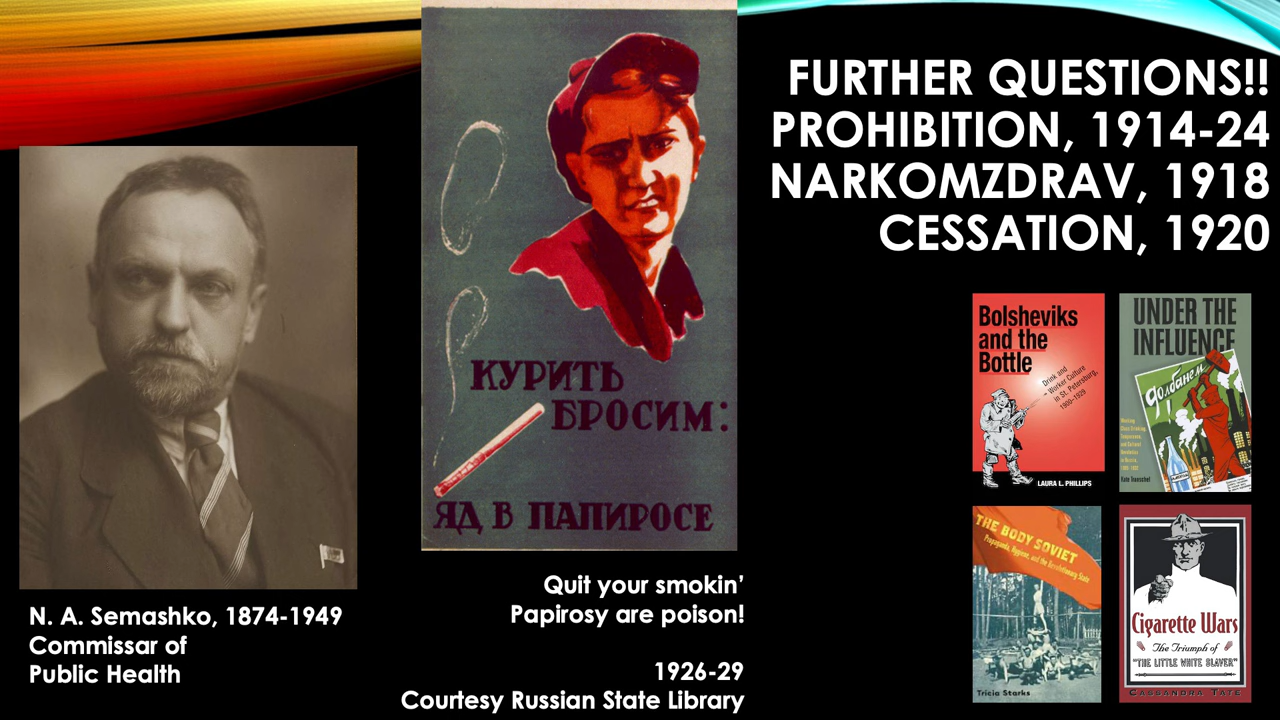 FURTHER QUESTIONS!!
PROHIBITION, 1914-24
NARKOMZDRAV, 1918
CESSATION, 1920
КУРИТЬ
БРОСИМ:
ЯД В ПАПИРОСЕ
N. A. Semashko, 1874-1949
Commissar of
Public Health
Quit your smokin’
Papirosy are poison!
1926-29
Courtesy Russian State Library
Bolsheviks
and the
Bottle
Drink and
Worker Culture
in St. Petersburg,
1900–1929
LAURA L. PHILLIPS
UNDER THE
INFLUENCE
Долбанем
Kate Transchel
THE BODY SOVIET
Propaganda, Hygiene, and the Revolutionary State
Tricia Starks
Cigarette Wars
The Triumph of
"THE LITTLE WHITE SLAVER"
CASSANDRA TATE